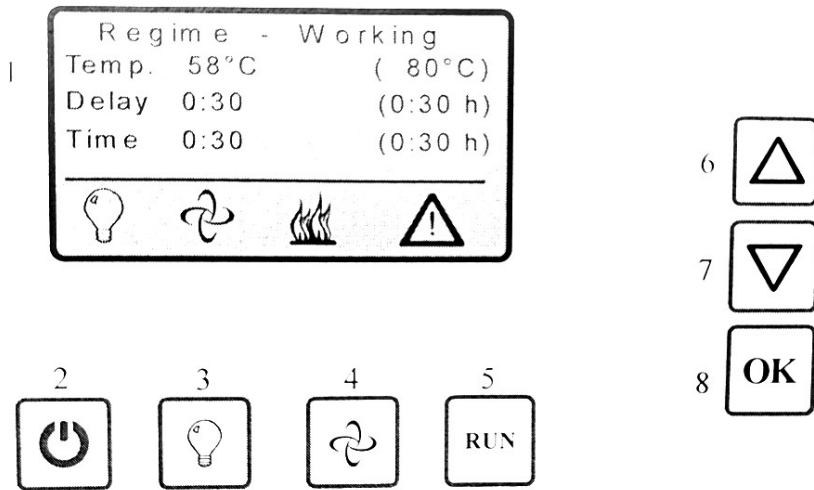 Regime - Working
1
Temp. 58°C ( 80°C)
Delay 0:30 (0:30 h)
Time 0:30 (0:30 h)
6
7
8 OK
2 3 4 5
RUN